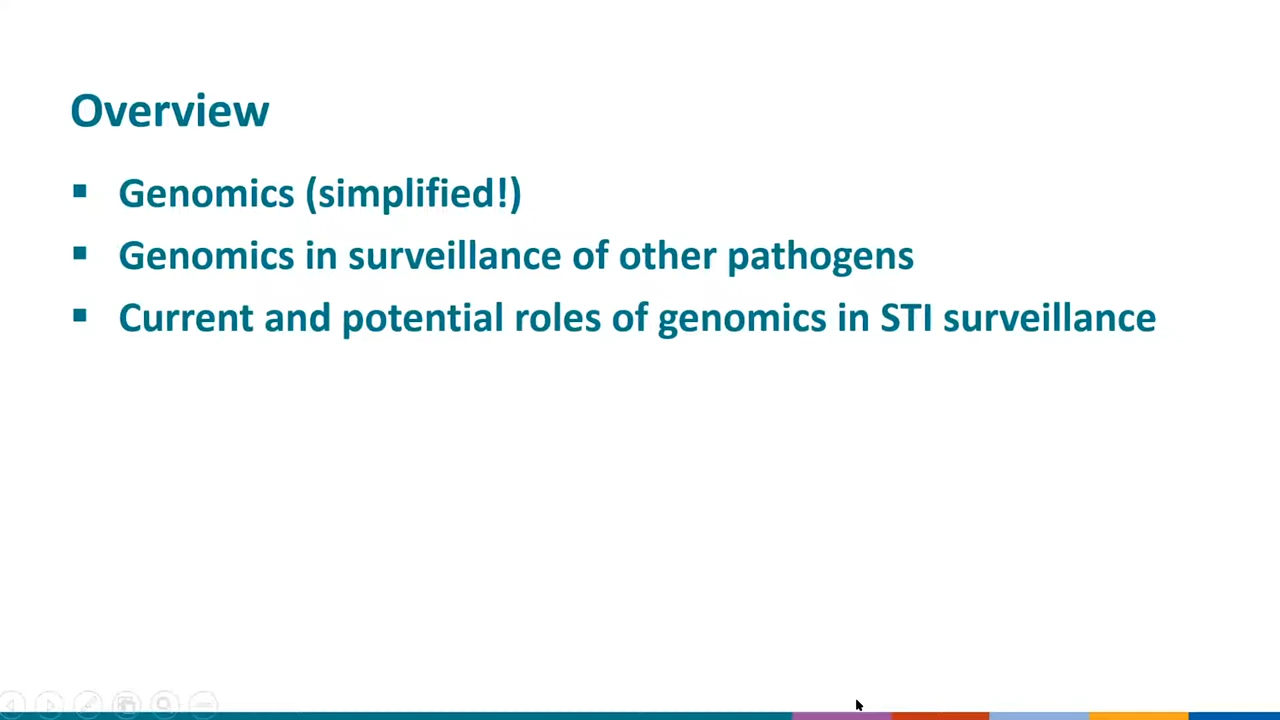 Overview
▪ Genomics (simplified!)
▪ Genomics in surveillance of other pathogens
▪ Current and potential roles of genomics in STI surveillance